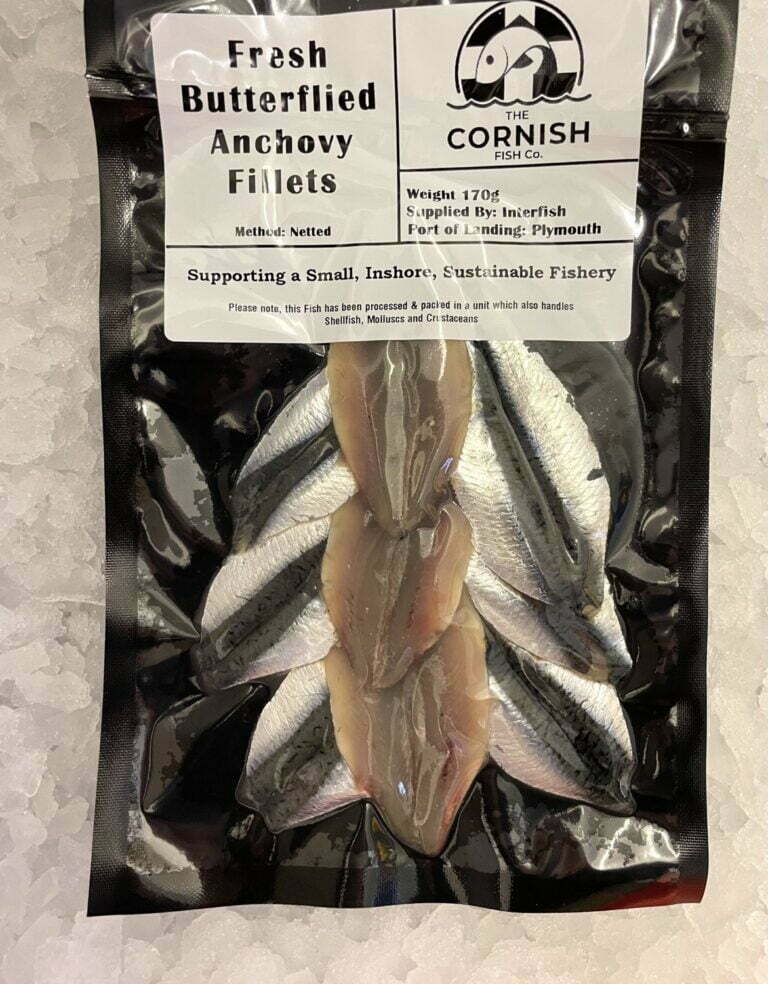 Fresh
Butterflied
Anchovy
Fillets
Method: Netted
THE
CORNISH
FISH Co.
Weight 170g
Supplied By: Interfish
Port of Landing: Plymouth
Supporting a Small, Inshore, Sustainable Fishery
Please note, this Fish has been processed & packed in a unit which also handles
Shellfish, Molluscs and Crustaceans